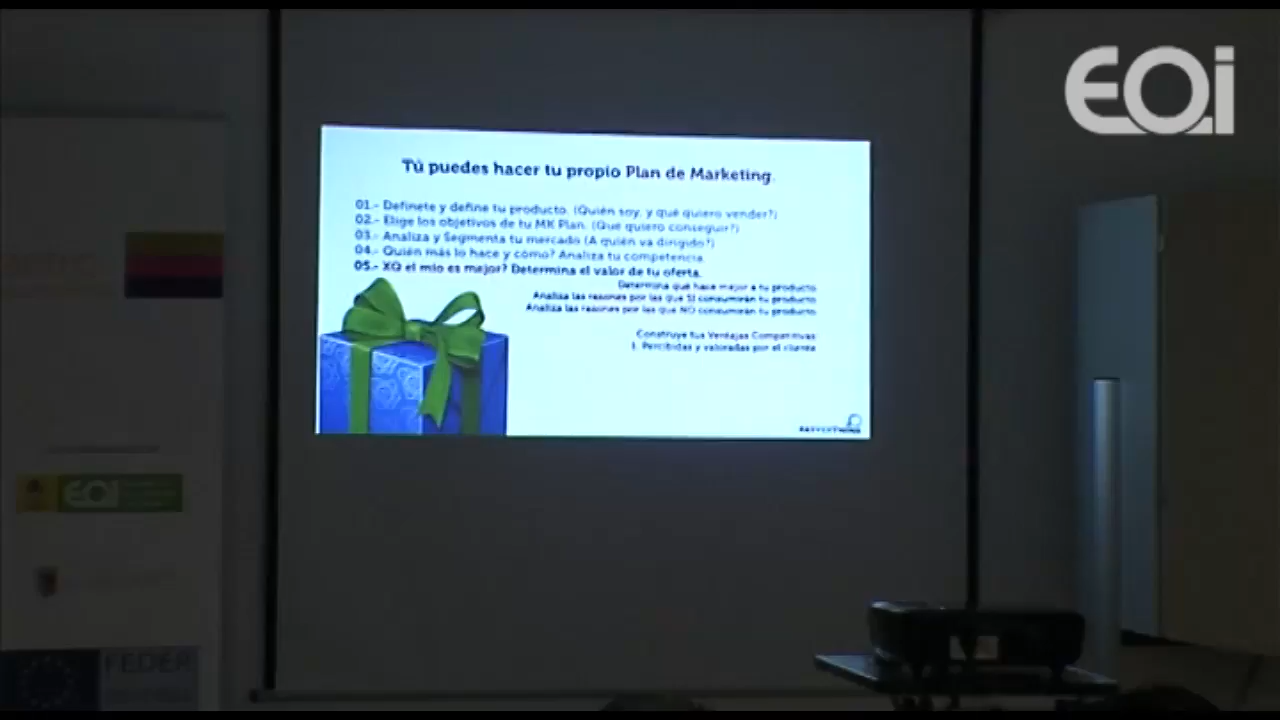 EOi
Tú puedes hacer tu propio Plan de Marketing.
01.- Defínete y define tu producto. (Quién soy, y qué quiero vender?)
02.- Elige los objetivos de tu MK Plan. (Qué quiero conseguir?)
03.- Analiza y Segmenta tu mercado (A quién va dirigido?)
04.- Quién más lo hace y cómo? Analiza tu competencia.
05.- XQ el mío es mejor? Determina el valor de tu oferta.
Determina qué hace mejor a tu producto
Analiza las razones por las que SI consumirán tu producto
Analiza las razones por las que NO consumirán tu producto
Construye tus Ventajas Competitivas
1. Percibidas y valoradas por el cliente
EOi
FEDER